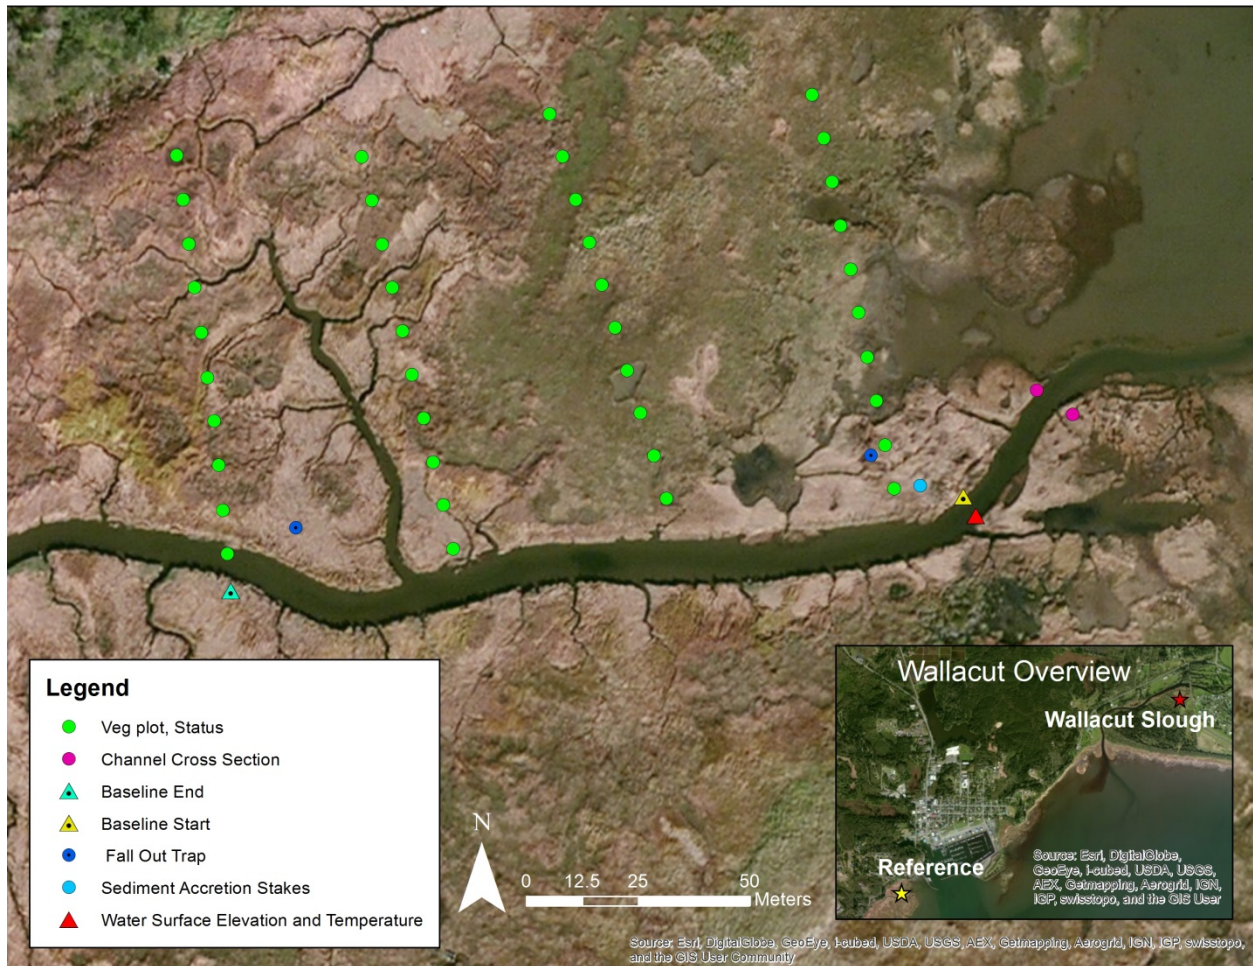 Legend
Veg plot, Status
Channel Cross Section
Baseline End
Baseline Start
Fall Out Trap
Sediment Accretion Stakes
Water Surface Elevation and Temperature
N
0 12.5 25 50
Meters
Wallacut Overview
Wallacut Slough
Reference
Source: Esri, DigitalGlobe,
GeoEye, i-cubed, USDA, USGS,
AEX, Getmapping, Aerogrid, IGN,
IGP, swisstopo, and the GIS User
Source: Esri, DigitalGlobe, GeoEye, i-cubed, USDA, USGS, AEX, Getmapping, Aerogrid, IGN, IGP, swisstopo,
and the GIS User Community